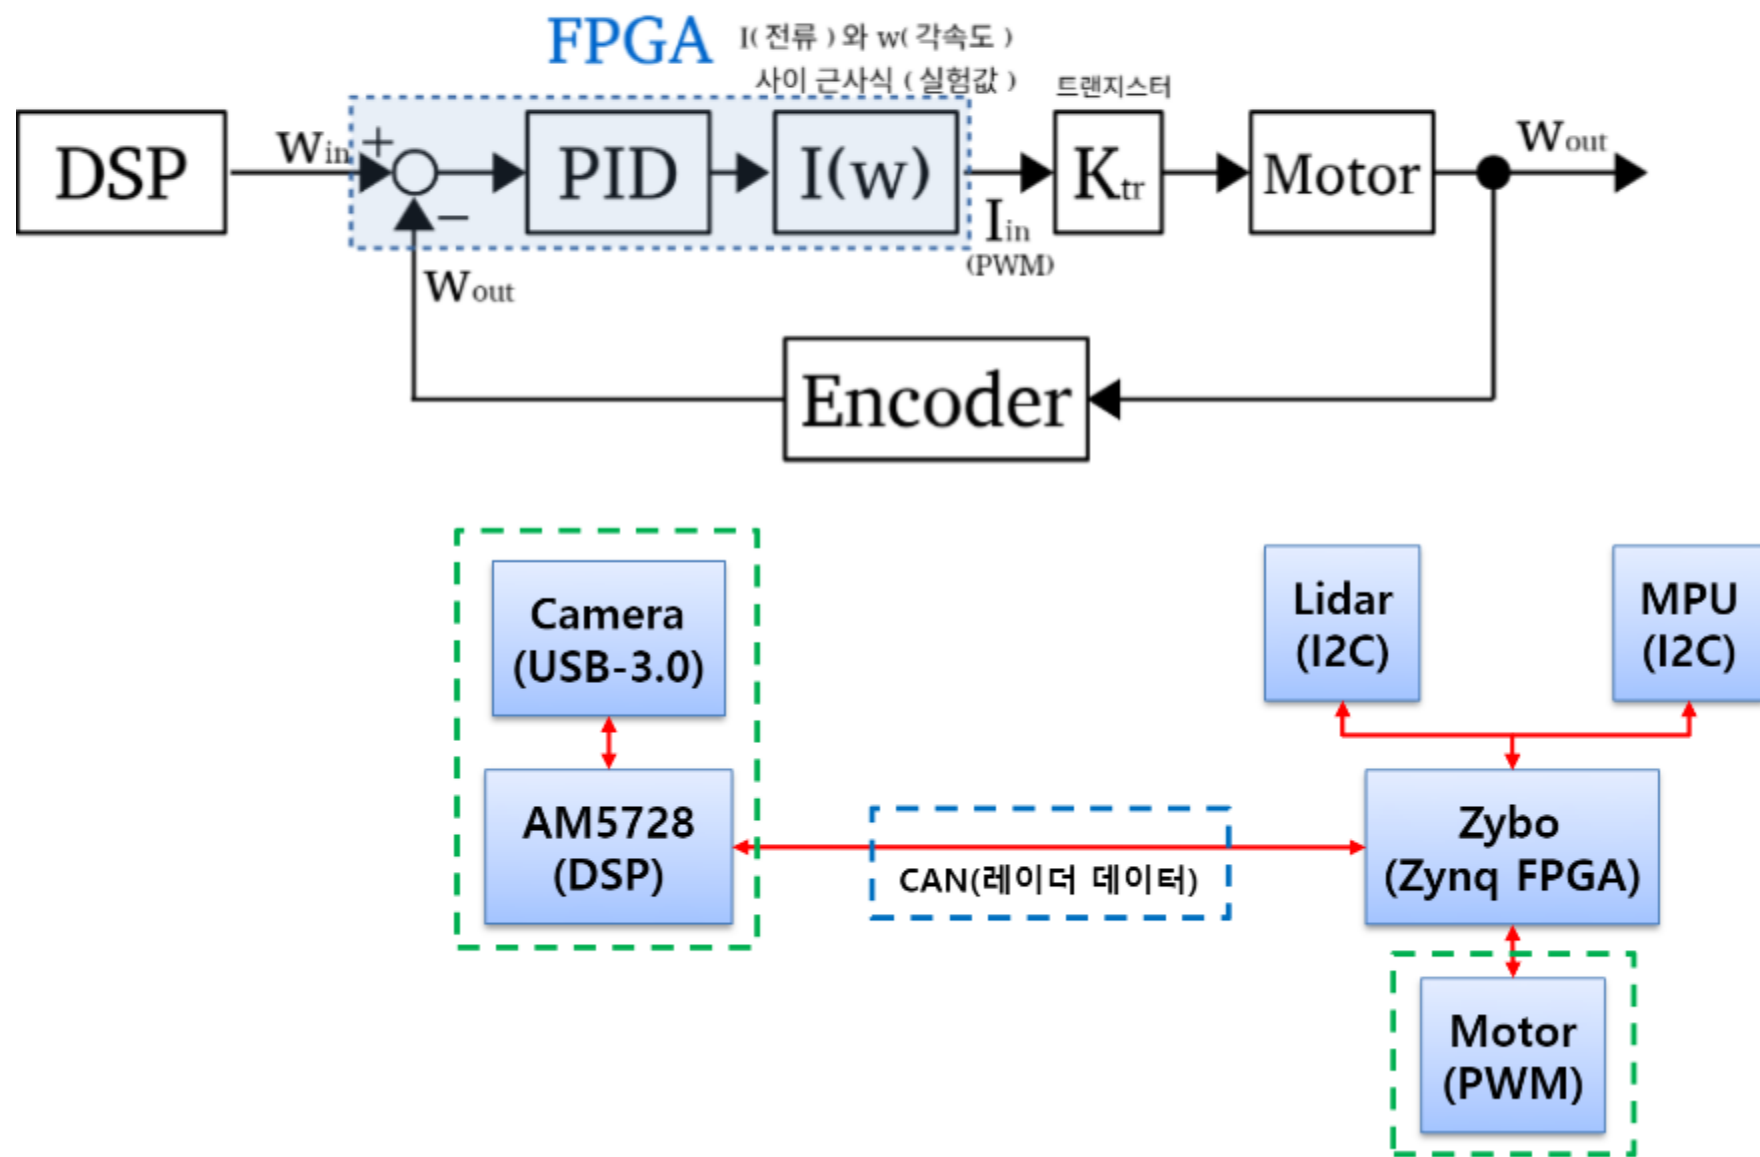 FPGA
I( 전류 ) 와 w( 각속도 )
사이 근사식 ( 실험값 )
트랜지스터
DSP
Win
+
PID
I(w)
Iin
(PWM)
Ktr
Motor
Wout
−
Wout
Encoder
Camera
(USB-3.0)
Lidar
(I2C)
MPU
(I2C)
AM5728
(DSP)
CAN(레이더 데이터)
Zybo
(Zynq FPGA)
Motor
(PWM)